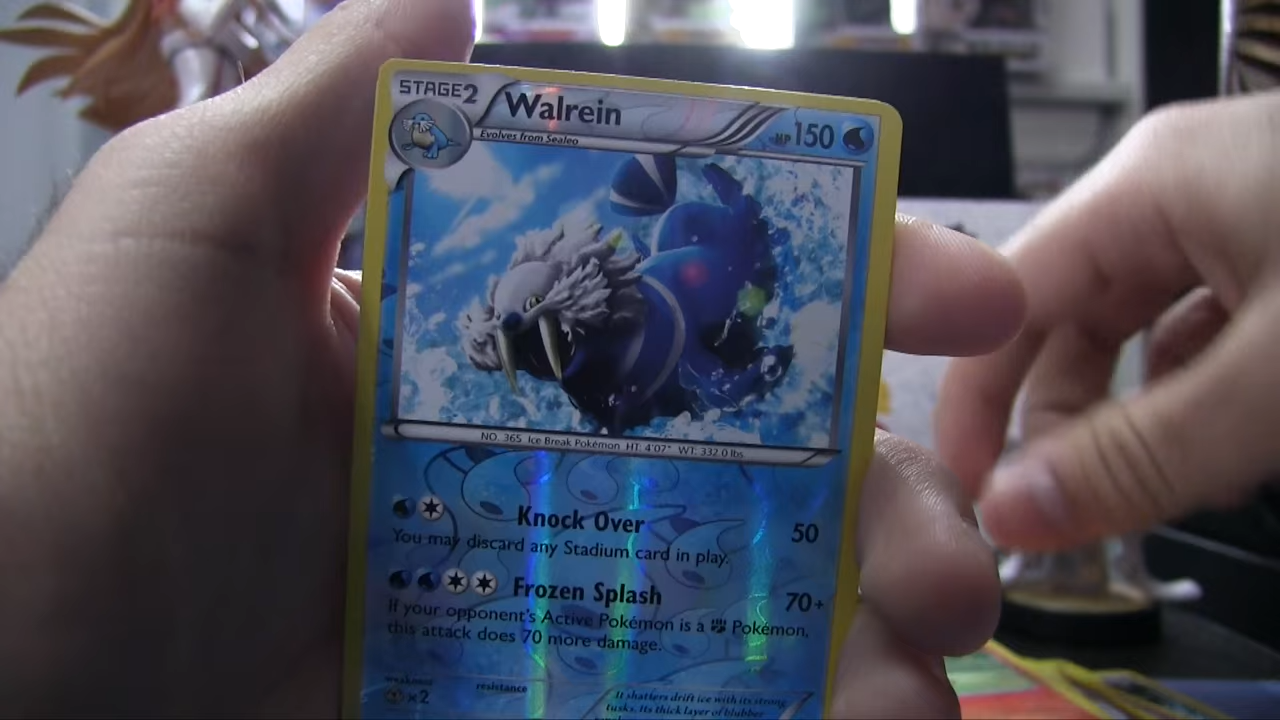 STAGE2
Walrein
HP150
Evolves from Sealeo
NO. 365 Ice Break Pokémon HT: 4'07" WT: 332.0 lbs.
Knock Over 50
You may discard any Stadium card in play.
Frozen Splash 70+
If your opponent's Active Pokémon is a Pokémon,
this attack does 70 more damage.
weakness
×2
resistance
It shatters drift ice with its strong
tusks. Its thick layer of blubber